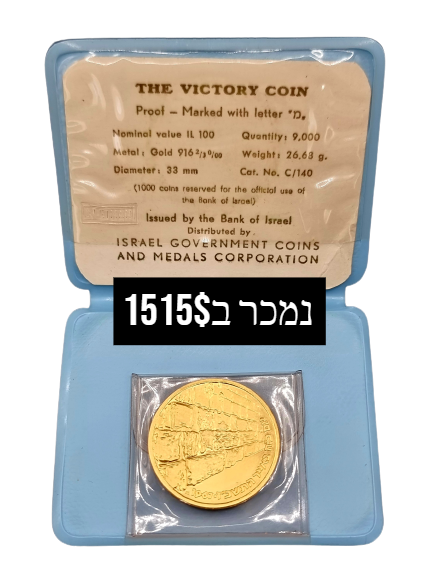 THE VICTORY COIN
Proof – Marked with letter "מ„
Nominal value IL 100 Quantity: 9,000
Metal: Gold 916 2/3 0/00 Weight: 26,63 g.
Diameter: 33 mm Cat. No. C/140
(1000 coins reserved for the official use of
the Bank of Israel)
Issued by the Bank of Israel
Distributed by.
ISRAEL GOVERNMENT COINS
AND MEDALS CORPORATION
נמכר ב1515$